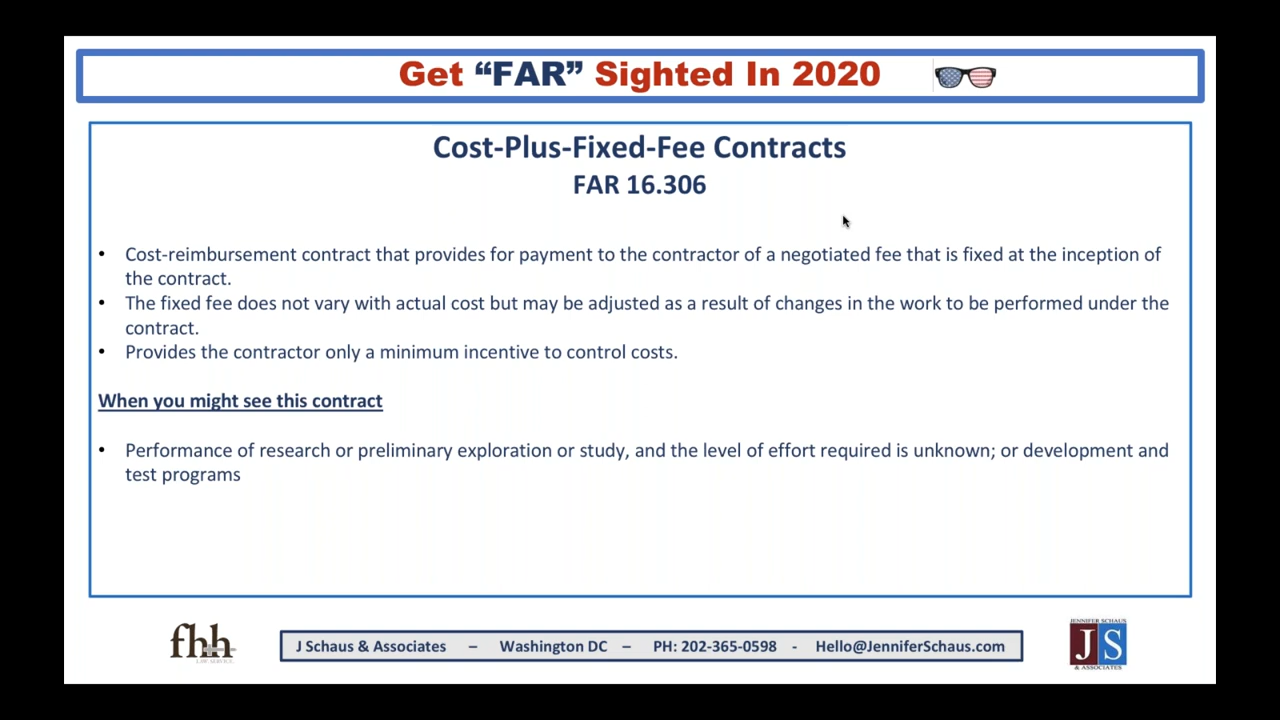 Get “FAR” Sighted In 2020
Cost-Plus-Fixed-Fee Contracts
FAR 16.306
• Cost-reimbursement contract that provides for payment to the contractor of a negotiated fee that is fixed at the inception of
the contract.
• The fixed fee does not vary with actual cost but may be adjusted as a result of changes in the work to be performed under the
contract.
• Provides the contractor only a minimum incentive to control costs.
When you might see this contract
• Performance of research or preliminary exploration or study, and the level of effort required is unknown; or development and
test programs
fhh
LAW SERVICE
J Schaus & Associates – Washington DC – PH: 202-365-0598 - Hello@JenniferSchaus.com
JENNIFER SCHAUS
J S
& ASSOCIATES